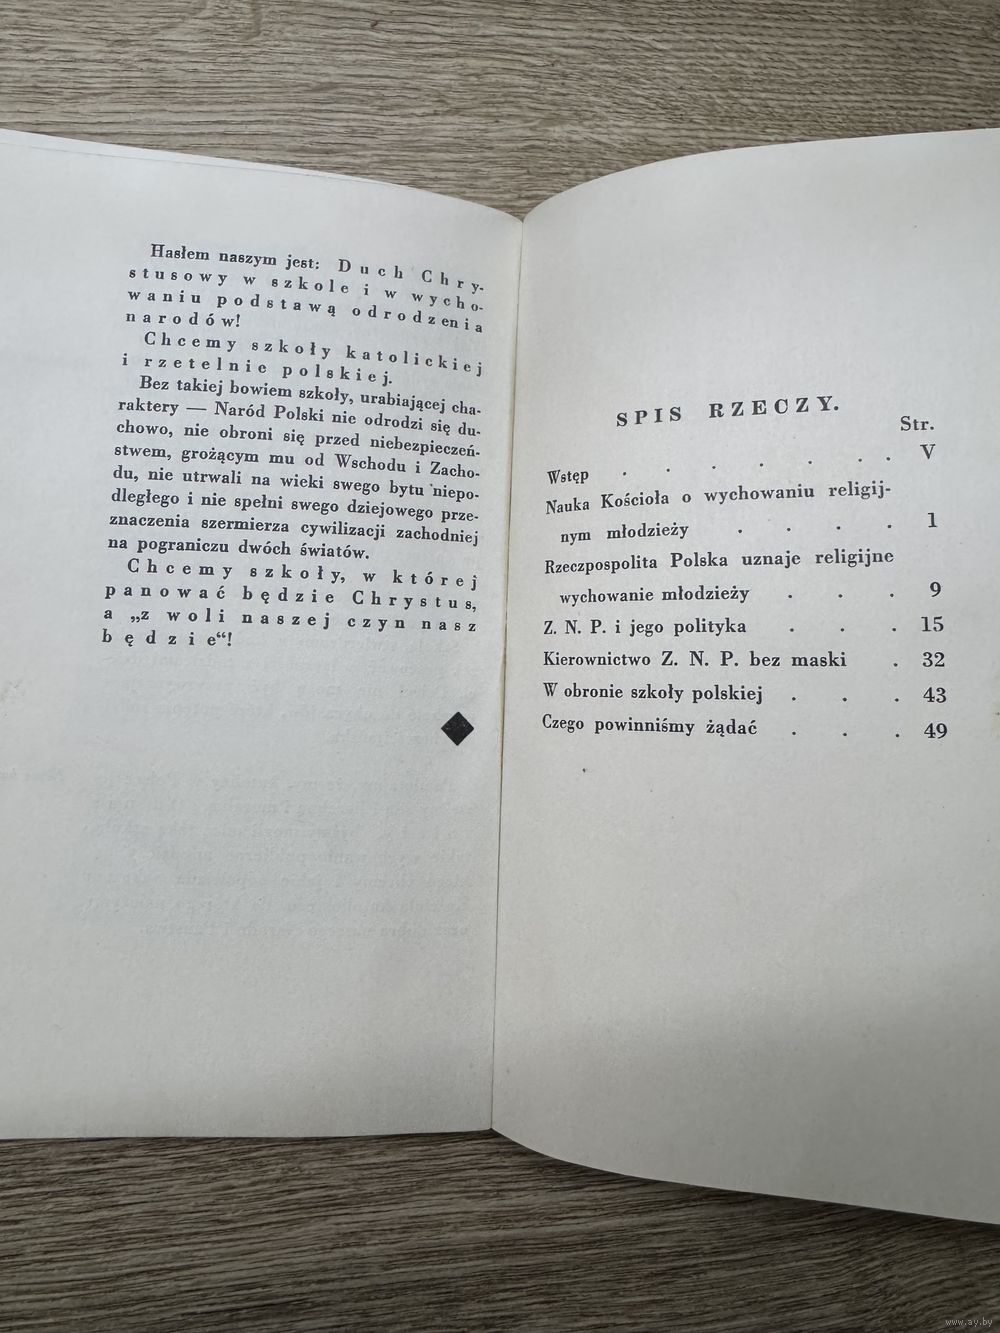 Hasłem naszym jest: Duch Chry-
stusowy w szkole i w wycho-
waniu podstawą odrodzenia
narodów!
Chcemy szkoły katolickiej
i rzetelnie polskiej.
Bez takiej bowiem szkoły, urabiającej cha-
raktery — Naród Polski nie odrodzi się du-
chowo, nie obroni się przed niebezpieczeń-
stwem, grożącym mu od Wschodu i Zacho-
du, nie utrwali na wieki swego bytu niepo-
dległego i nie spełni swego dziejowego prze-
znaczenia szermierza cywilizacji zachodniej
na pograniczu dwóch światów.
Chcemy szkoły, w której
panować będzie Chrystus,
a „z woli naszej czyn nasz
będzie“!
SPIS RZECZY.
Str.
Wstęp . . . . . . V
Nauka Kościoła o wychowaniu religij-
nym młodzieży . . . . 1
Rzeczpospolita Polska uznaje religijne
wychowanie młodzieży . . . 9
Z. N. P. i jego polityka . . . 15
Kierownictwo Z. N. P. bez maski . 32
W obronie szkoły polskiej . . . 43
Czego powinniśmy żądać . . . 49
www.ay.by